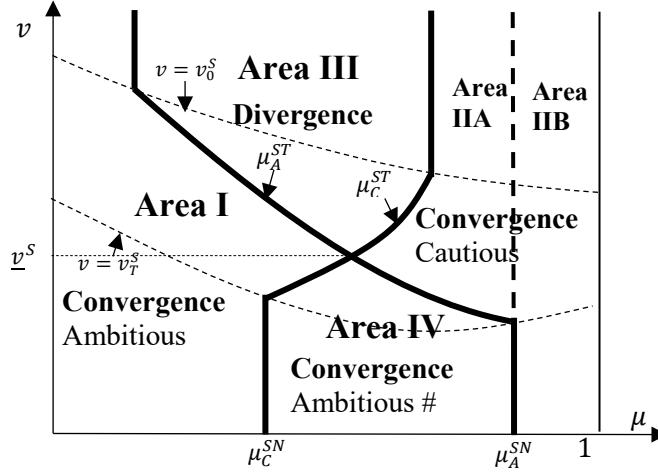 v
Area III
Area
IIA
Area
IIB
v = v₀ˢ
Divergence
μ_A^{ST}
μ_C^{ST}
Area I
Convergence
Cautious
v̲ˢ
v = v_T^S
Convergence
Ambitious
Area IV
Convergence
Ambitious #
μ
μ_C^{SN}
μ_A^{SN}
1